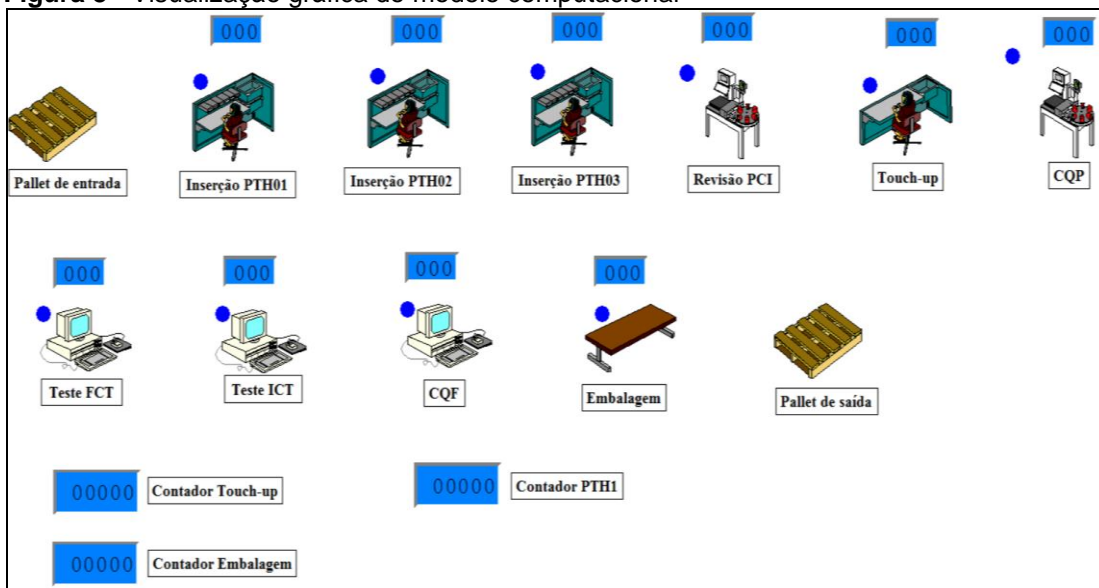 Figura - Visualização gráfica do modelo computacional
000 000 000 000 000 000
Pallet de entrada
Inserção PTH01
Inserção PTH02
Inserção PTH03
Revisão PCI
Touch-up
CQP
000 000 000 000
Teste FCT
Teste ICT
CQF
Embalagem
Pallet de saída
00000 Contador Touch-up
00000 Contador PTH1
00000 Contador Embalagem